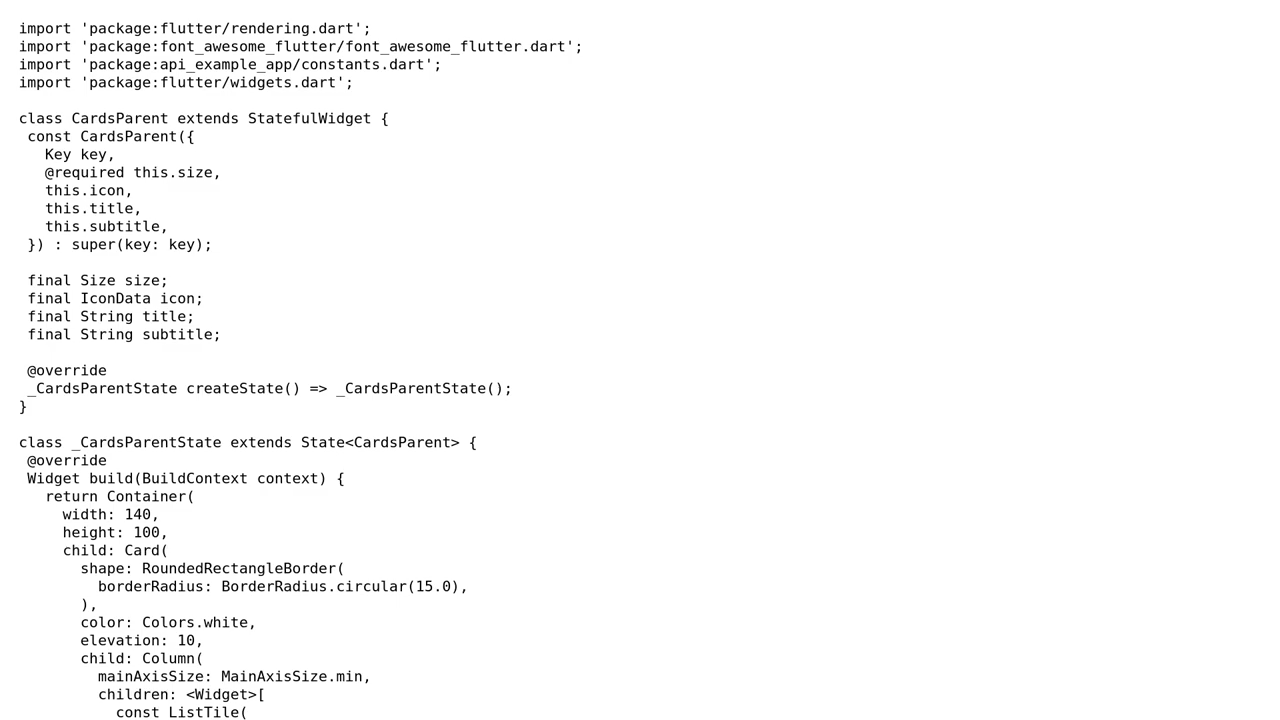 import 'package:flutter/rendering.dart';
import 'package:font_awesome_flutter/font_awesome_flutter.dart';
import 'package:api_example_app/constants.dart';
import 'package:flutter/widgets.dart';

class CardsParent extends StatefulWidget {
 const CardsParent({
   Key key,
   @required this.size,
   this.icon,
   this.title,
   this.subtitle,
 }) : super(key: key);

 final Size size;
 final IconData icon;
 final String title;
 final String subtitle;

 @override
 _CardsParentState createState() => _CardsParentState();
}

class _CardsParentState extends State<CardsParent> {
 @override
 Widget build(BuildContext context) {
   return Container(
     width: 140,
     height: 100,
     child: Card(
       shape: RoundedRectangleBorder(
         borderRadius: BorderRadius.circular(15.0),
       ),
       color: Colors.white,
       elevation: 10,
       child: Column(
         mainAxisSize: MainAxisSize.min,
         children: <Widget>[
           const ListTile(